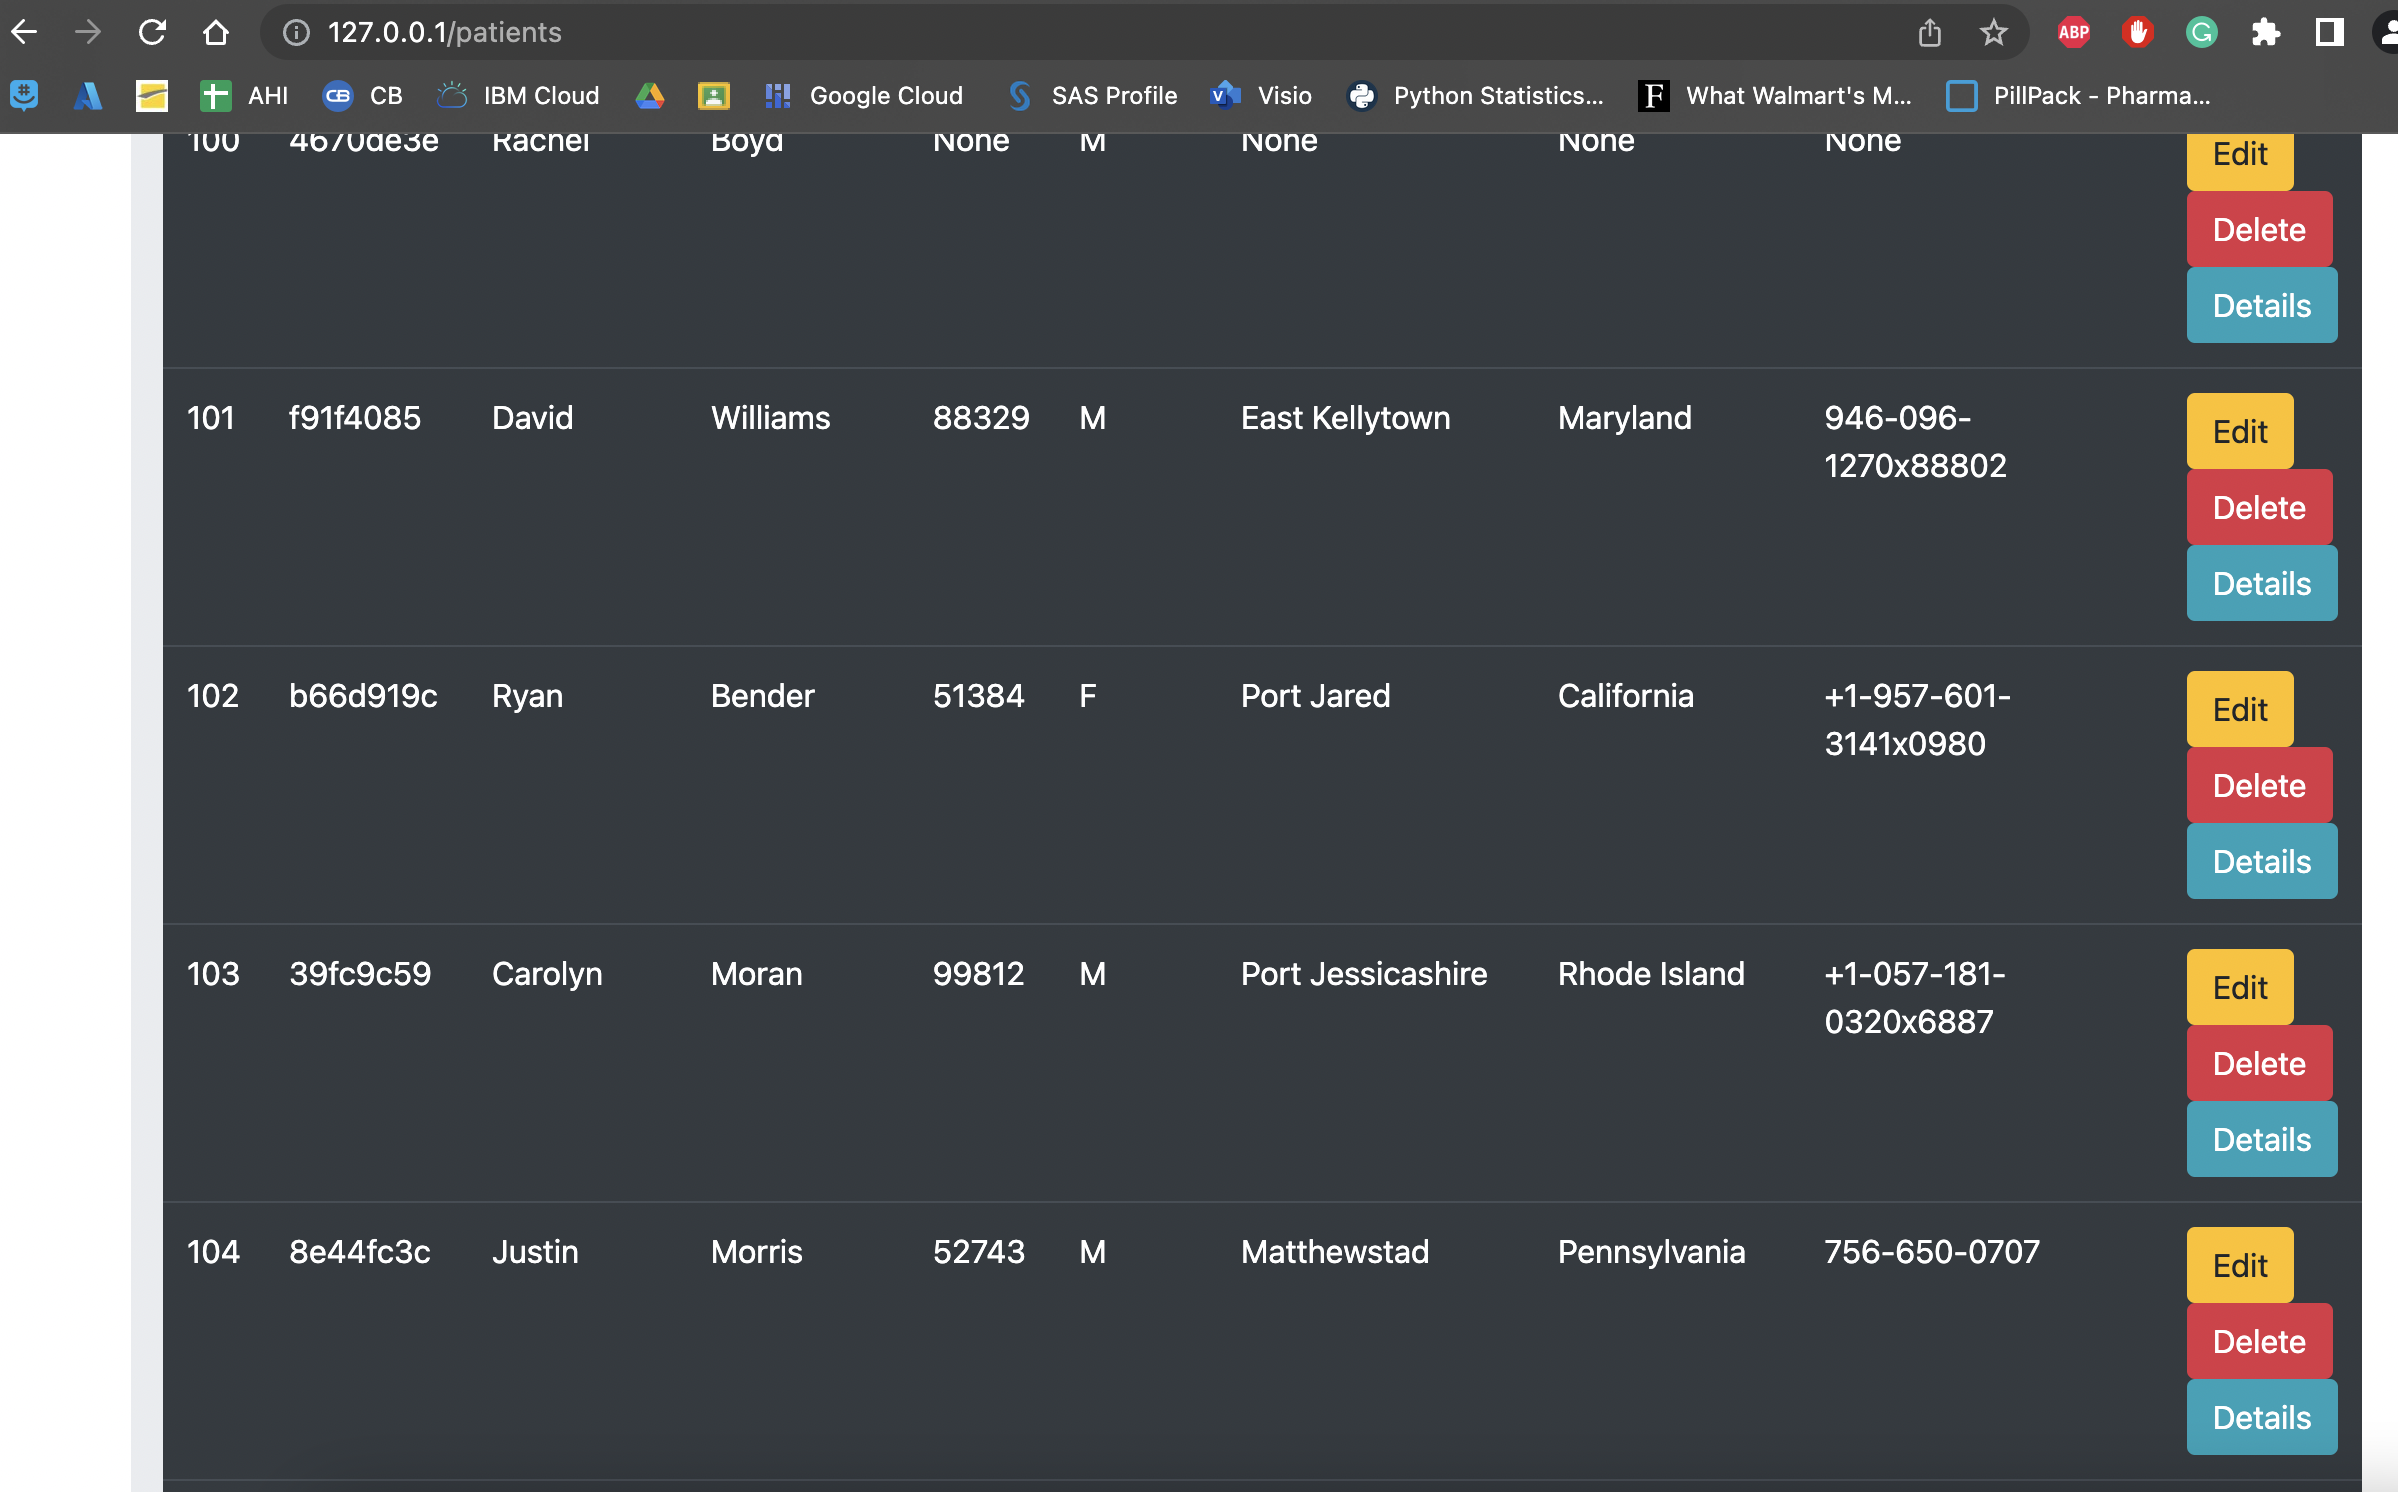 127.0.0.1/patients
ABP
G
AHI CB CB IBM Cloud Google Cloud SAS Profile V Visio Python Statistics... F What Walmart's M... PillPack - Pharma...
100 4670de3e Rachel Boyd None M None None None Edit
Delete
Details
101 f91f4085 David Williams 88329 M East Kellytown Maryland 946-096-
1270x88802
Edit
Delete
Details
102 b66d919c Ryan Bender 51384 F Port Jared California +1-957-601-
3141x0980
Edit
Delete
Details
103 39fc9c59 Carolyn Moran 99812 M Port Jessicashire Rhode Island +1-057-181-
0320x6887
Edit
Delete
Details
104 8e44fc3c Justin Morris 52743 M Matthewstad Pennsylvania 756-650-0707
Edit
Delete
Details